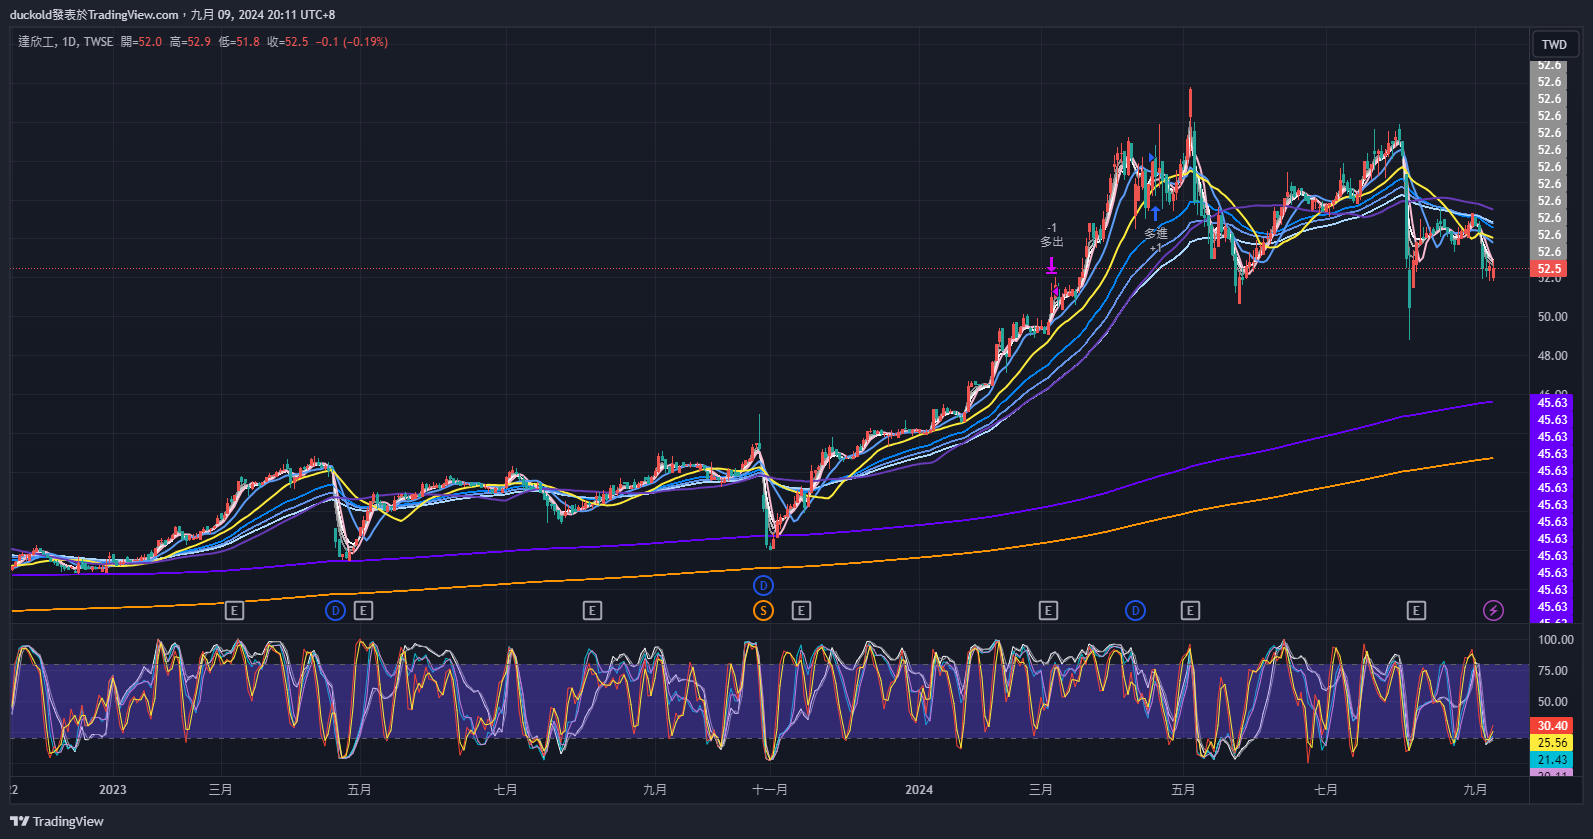 duckold發表於TradingView.com，九月 09, 2024 20:11 UTC+8
達欣工, 1D, TWSE 開=52.0 高=52.9 低=51.8 收=52.5 −0.1 (−0.19%)
TWD
52.6
52.6
52.6
52.6
52.6
52.6
52.6
52.6
52.6
52.6
52.6
52.6
52.5
52.0
50.00
48.00
46.00
45.63
45.63
45.63
45.63
45.63
45.63
45.63
45.63
45.63
45.63
45.63
45.63
45.63
45.63
-1
多出
多進
+1
E
D
E
E
D
S
E
E
D
E
E
100.00
75.00
50.00
30.40
25.56
21.43
2023
三月
五月
七月
九月
十一月
2024
三月
五月
七月
九月
TradingView